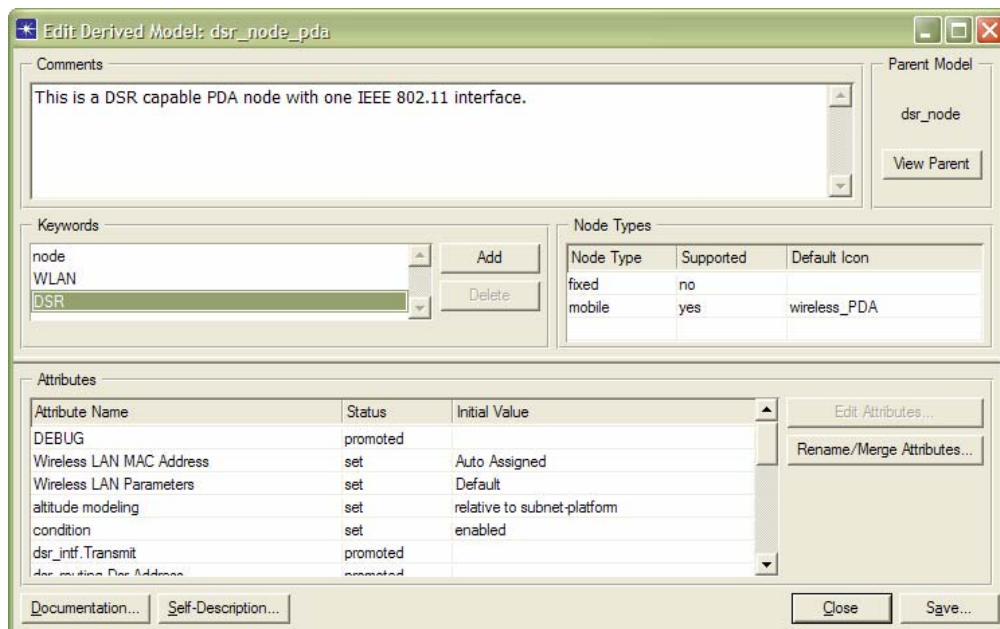 Edit Derived Model: dsr_node_pda
Comments
This is a DSR capable PDA node with one IEEE 802.11 interface.
Parent Model
dsr_node
View Parent
Keywords
node
WLAN
DSR
Add
Delete
Node Types
Node Type Supported Default Icon
fixed no
mobile yes wireless_PDA
Attributes
Attribute Name Status Initial Value
DEBUG promoted
Wireless LAN MAC Address set Auto Assigned
Wireless LAN Parameters set Default
altitude modeling set relative to subnet-platform
condition set enabled
dsr_intf.Transmit promoted
dsr_routing.Dsr Address promoted
Edit Attributes...
Rename/Merge Attributes...
Documentation...
Self-Description...
Close
Save...